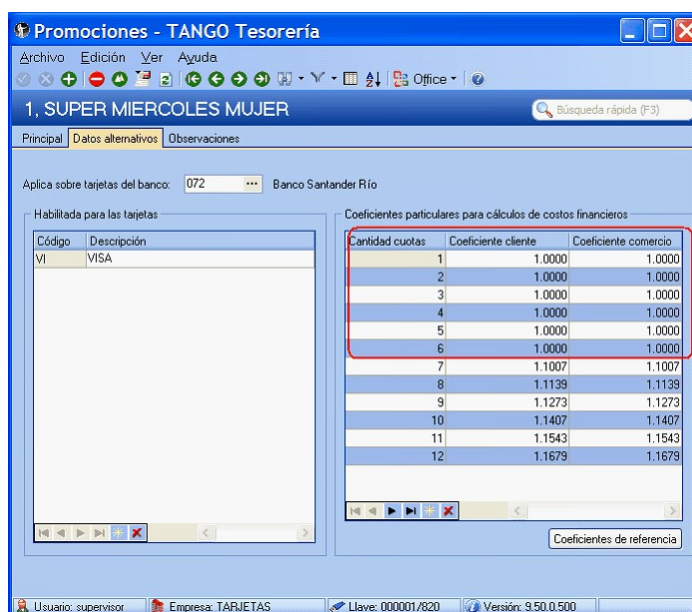 Promociones - TANGO Tesorería
Archivo Edición Ver Ayuda
Office
1, SUPER MIERCOLES MUJER
Búsqueda rápida (F3)
Principal Datos alternativos Observaciones
Aplica sobre tarjetas del banco: 072 ... Banco Santander Río
Habilitada para las tarjetas
Código Descripción
VI VISA
Coeficientes particulares para cálculos de costos financieros
Cantidad cuotas Coeficiente cliente Coeficiente comercio
1 1.0000 1.0000
2 1.0000 1.0000
3 1.0000 1.0000
4 1.0000 1.0000
5 1.0000 1.0000
6 1.0000 1.0000
7 1.1007 1.1007
8 1.1139 1.1139
9 1.1273 1.1273
10 1.1407 1.1407
11 1.1543 1.1543
12 1.1679 1.1679
Coeficientes de referencia
Usuario: supervisor Empresa: TARJETAS Llave: 000001/820 Versión: 9.50.0.500